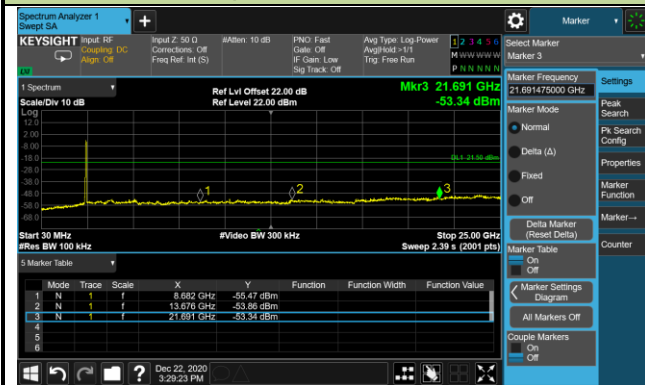 Spectrum Analyzer 1
Swept SA
+
Marker
KEYSIGHT
Input: RF
Coupling: DC
Align: Off
Input Z: 50 Ω
Corrections: Off
Freq Ref: Int (S)
#Atten: 10 dB
PNO: Fast
Gate: Off
IF Gain: Low
Sig Track: Off
Avg Type: Log-Power
Avg|Hold:>1/1
Trig: Free Run
1 2 3 4 5 6
M W W W W W
P N N N N N
Select Marker
Marker 3
1 Spectrum
Scale/Div 10 dB
Log
Ref Lvl Offset 22.00 dB
Ref Level 22.00 dBm
Mkr3 21.691 GHz
-53.34 dBm
12.0
2.00
-8.00
-18.0
-28.0
-38.0
-48.0
-58.0
-68.0
DL1 -21.50 dBm
1
2
3
Start 30 MHz
#Res BW 100 kHz
#Video BW 300 kHz
Stop 25.00 GHz
Sweep 2.39 s (2001 pts)
5 Marker Table
Mode Trace Scale X Y Function Function Width Function Value
1 N 1 f 8.682 GHz -55.47 dBm
2 N 1 f 13.676 GHz -53.86 dBm
3 N 1 f 21.691 GHz -53.34 dBm
4
5
6
Marker Frequency
21.691475000 GHz
Marker Mode
Normal
Delta (Δ)
Fixed
Off
Delta Marker
(Reset Delta)
Marker Table
On
Off
Marker Settings
Diagram
All Markers Off
Couple Markers
On
Off
Settings
Peak
Search
Pk Search
Config
Properties
Marker
Function
Marker→
Counter
?
Dec 22, 2020
3:29:23 PM